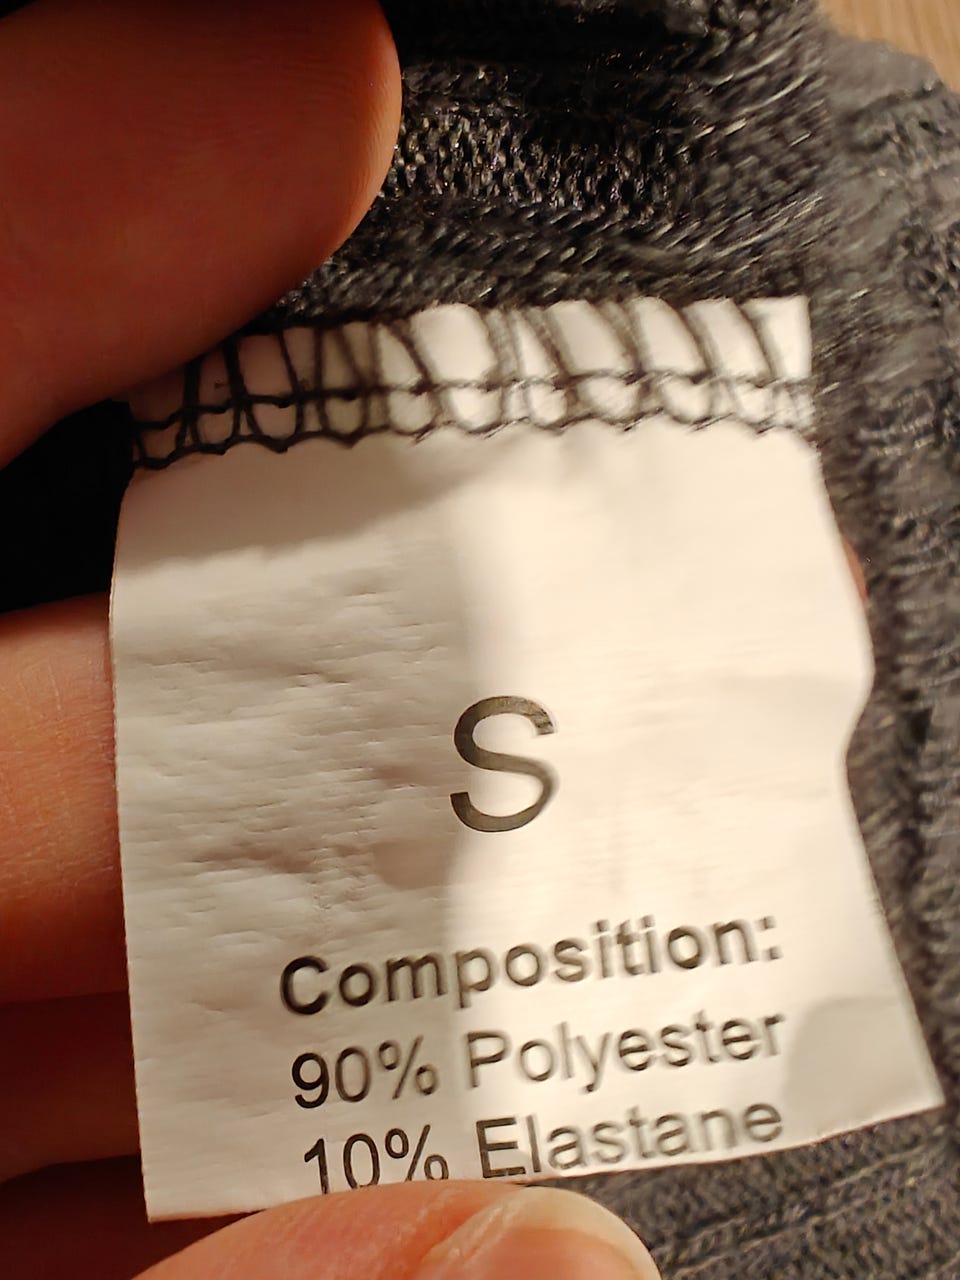 S
Composition:
90% Polyester
10% Elastane